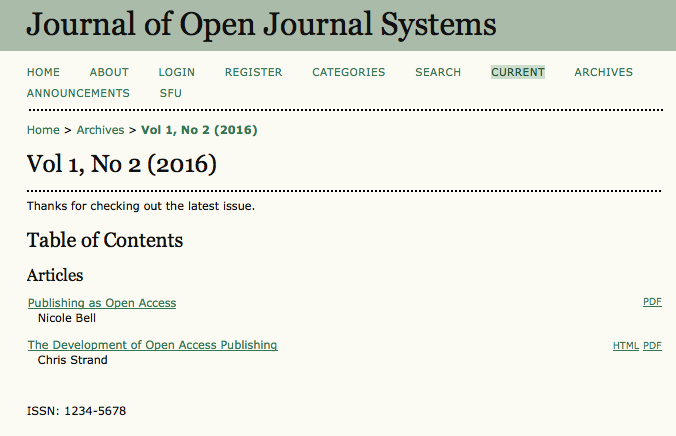 Journal of Open Journal Systems
HOME ABOUT LOGIN REGISTER CATEGORIES SEARCH CURRENT ARCHIVES
ANNOUNCEMENTS SFU
Home > Archives > Vol 1, No 2 (2016)
Vol 1, No 2 (2016)
Thanks for checking out the latest issue.
Table of Contents
Articles
Publishing as Open Access PDF
Nicole Bell
The Development of Open Access Publishing HTML PDF
Chris Strand
ISSN: 1234-5678